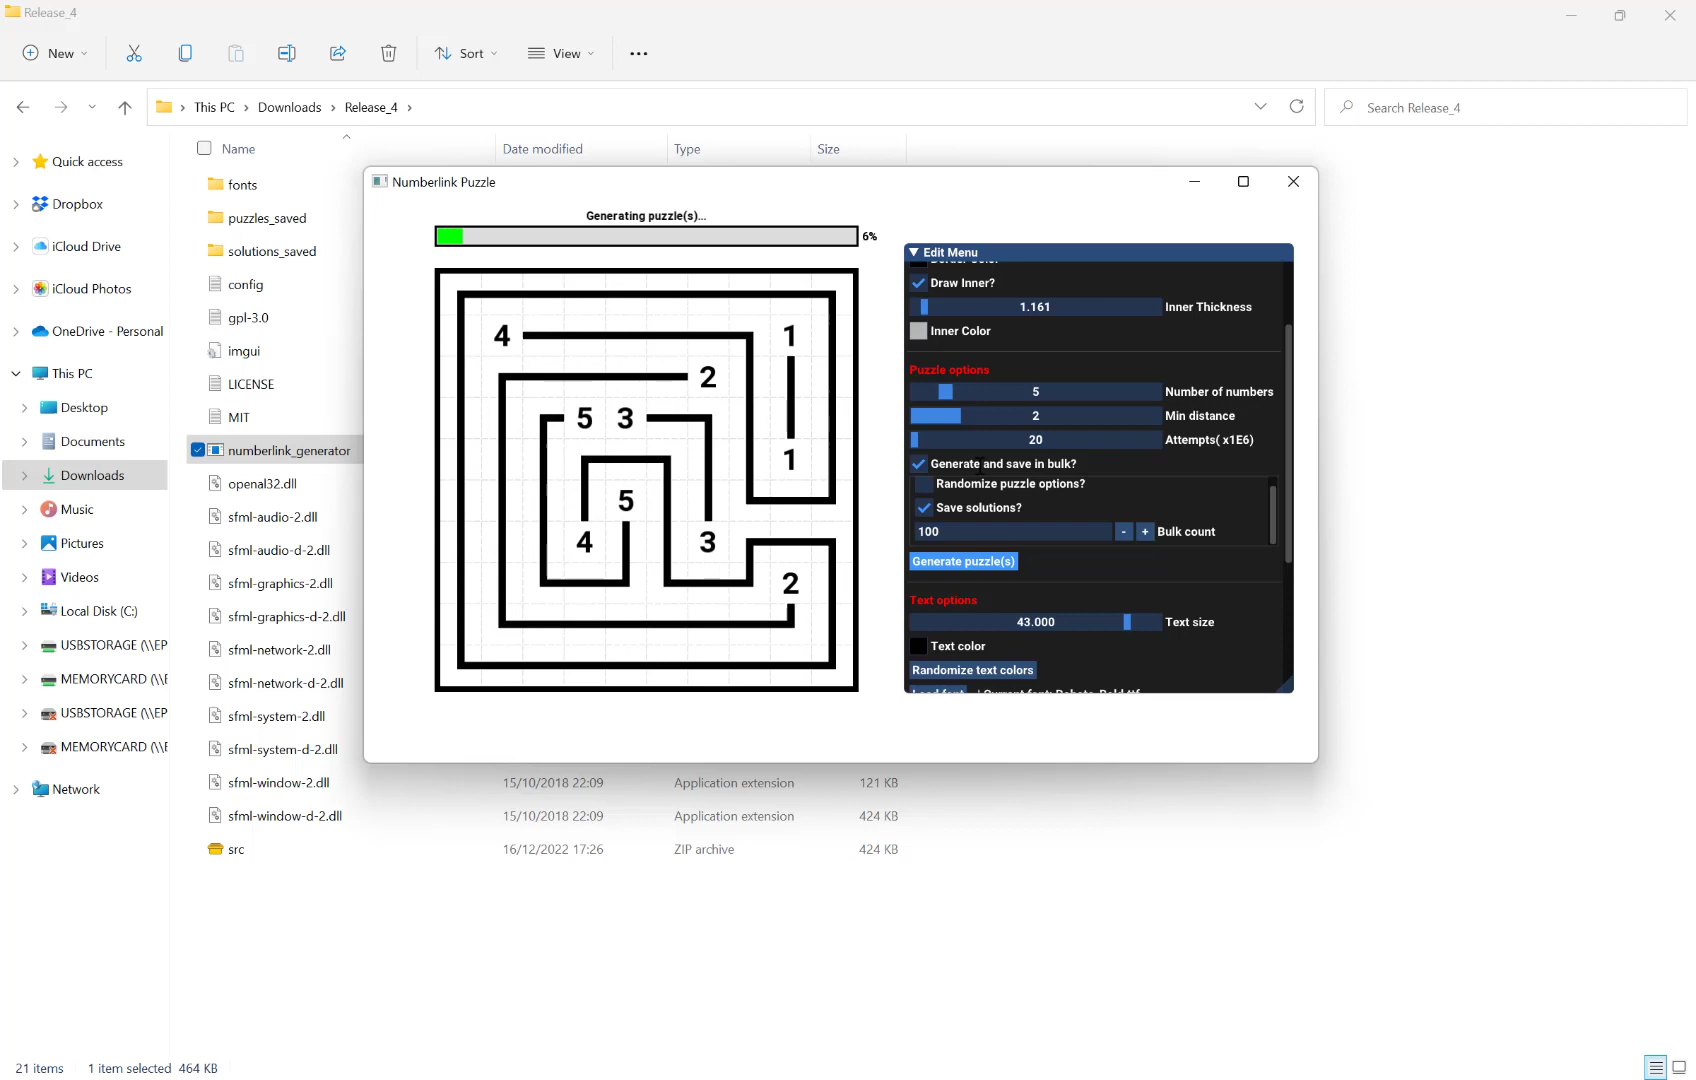 Release_4
New
Sort
View
This PC > Downloads > Release_4 >
Search Release_4
Quick access
Dropbox
iCloud Drive
iCloud Photos
OneDrive - Personal
This PC
Desktop
Documents
Downloads
Music
Pictures
Videos
Local Disk (C:)
USBSTORAGE (\\EP
MEMORYCARD (\\E
USBSTORAGE (\\EP
MEMORYCARD (\\E
Network
Name Date modified Type Size
fonts
puzzles_saved
solutions_saved
config
gpl-3.0
imgui
LICENSE
MIT
numberlink_generator
openal32.dll
sfml-audio-2.dll
sfml-audio-d-2.dll
sfml-graphics-2.dll
sfml-graphics-d-2.dll
sfml-network-2.dll
sfml-network-d-2.dll
sfml-system-2.dll
sfml-system-d-2.dll
sfml-window-2.dll 15/10/2018 22:09 Application extension 121 KB
sfml-window-d-2.dll 15/10/2018 22:09 Application extension 424 KB
src 16/12/2022 17:26 ZIP archive 424 KB
Numberlink Puzzle
Generating puzzle(s)...
6%
4 1
2
5 3
1
5
4 3
2
Edit Menu
Border Color
Draw Inner?
1.161 Inner Thickness
Inner Color
Puzzle options
5 Number of numbers
2 Min distance
20 Attempts( x1E6)
Generate and save in bulk?
Randomize puzzle options?
Save solutions?
100 - + Bulk count
Generate puzzle(s)
Text options
43.000 Text size
Text color
Randomize text colors
Load font | Current font: Roboto-Bold.ttf
21 items 1 item selected 464 KB